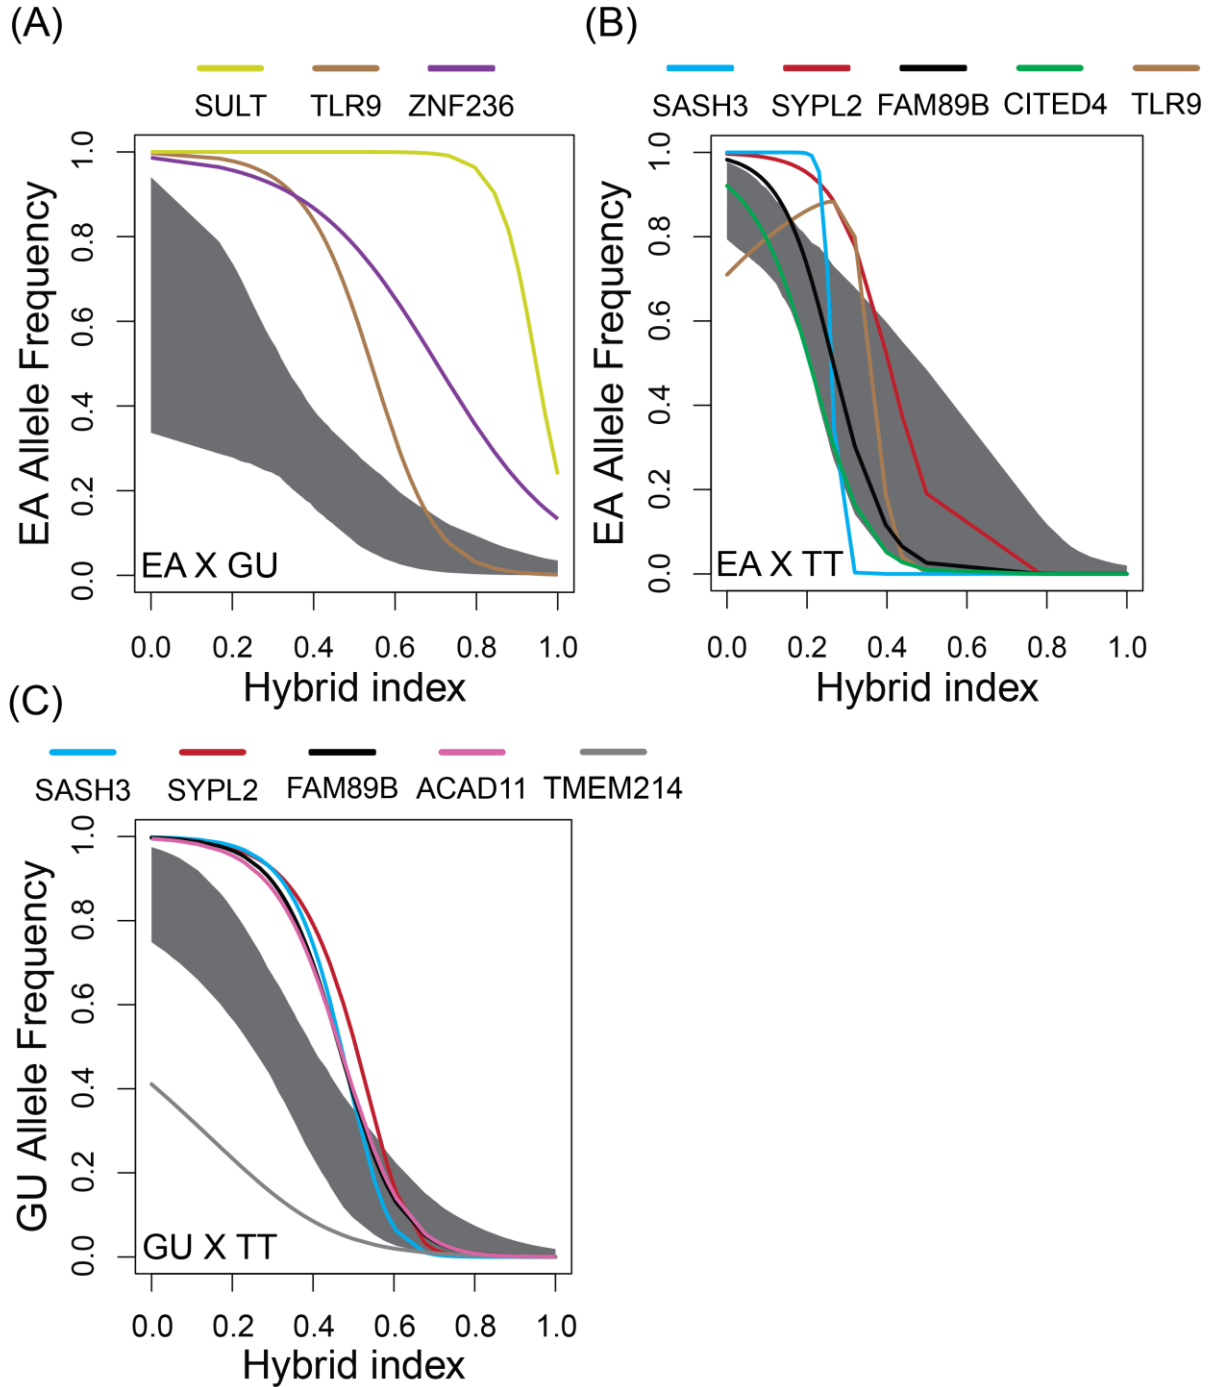 (A)
SULT TLR9 ZNF236
EA Allele Frequency
1.0
0.8
0.6
0.4
0.2
0.0
EA X GU
0.0 0.2 0.4 0.6 0.8 1.0
Hybrid index
(B)
SASH3 SYPL2 FAM89B CITED4 TLR9
EA Allele Frequency
1.0
0.8
0.6
0.4
0.2
0.0
EA X TT
0.0 0.2 0.4 0.6 0.8 1.0
Hybrid index
(C)
SASH3 SYPL2 FAM89B ACAD11 TMEM214
GU Allele Frequency
1.0
0.8
0.6
0.4
0.2
0.0
GU X TT
0.0 0.2 0.4 0.6 0.8 1.0
Hybrid index